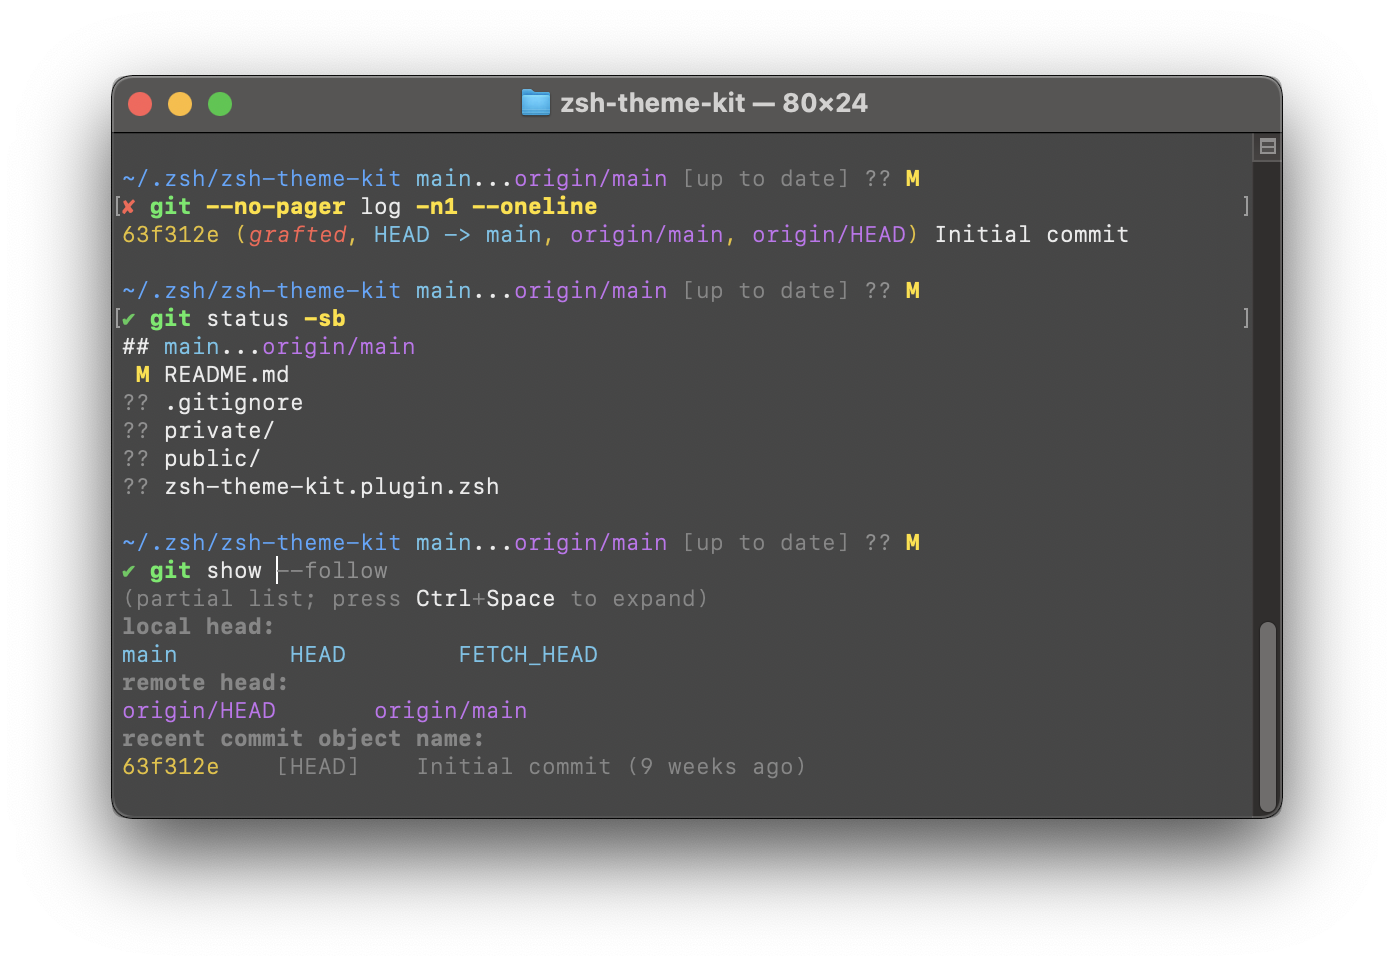 zsh-theme-kit — 80×24
~/.zsh/zsh-theme-kit main...origin/main [up to date] ?? M
[✘ git --no-pager log -n1 --oneline ]
63f312e (grafted, HEAD -> main, origin/main, origin/HEAD) Initial commit
~/.zsh/zsh-theme-kit main...origin/main [up to date] ?? M
[✔ git status -sb ]
## main...origin/main
 M README.md
?? .gitignore
?? private/
?? public/
?? zsh-theme-kit.plugin.zsh
~/.zsh/zsh-theme-kit main...origin/main [up to date] ?? M
✔ git show --follow
(partial list; press Ctrl+Space to expand)
local head:
main HEAD FETCH_HEAD
remote head:
origin/HEAD origin/main
recent commit object name:
63f312e [HEAD] Initial commit (9 weeks ago)